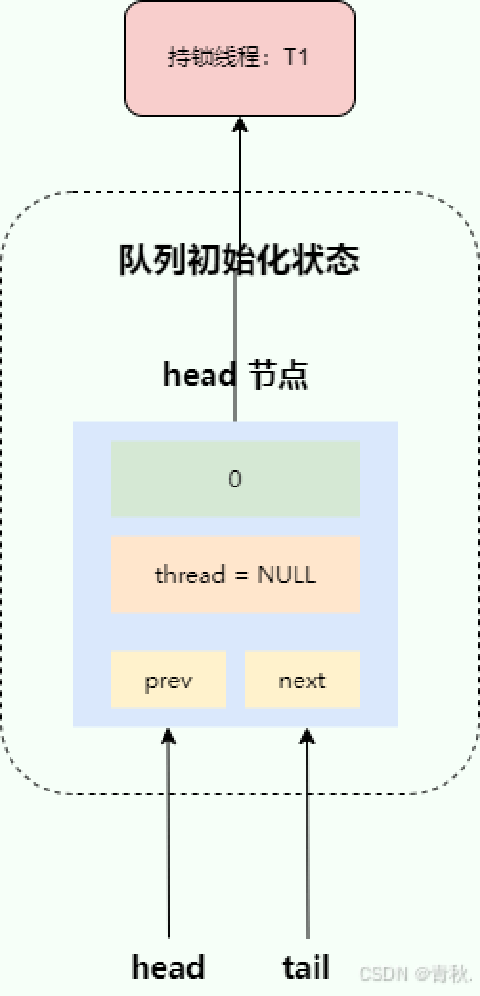 持锁线程：T1
队列初始化状态
head 节点
0
thread = NULL
prev next
head tail
CSDN @青秋.